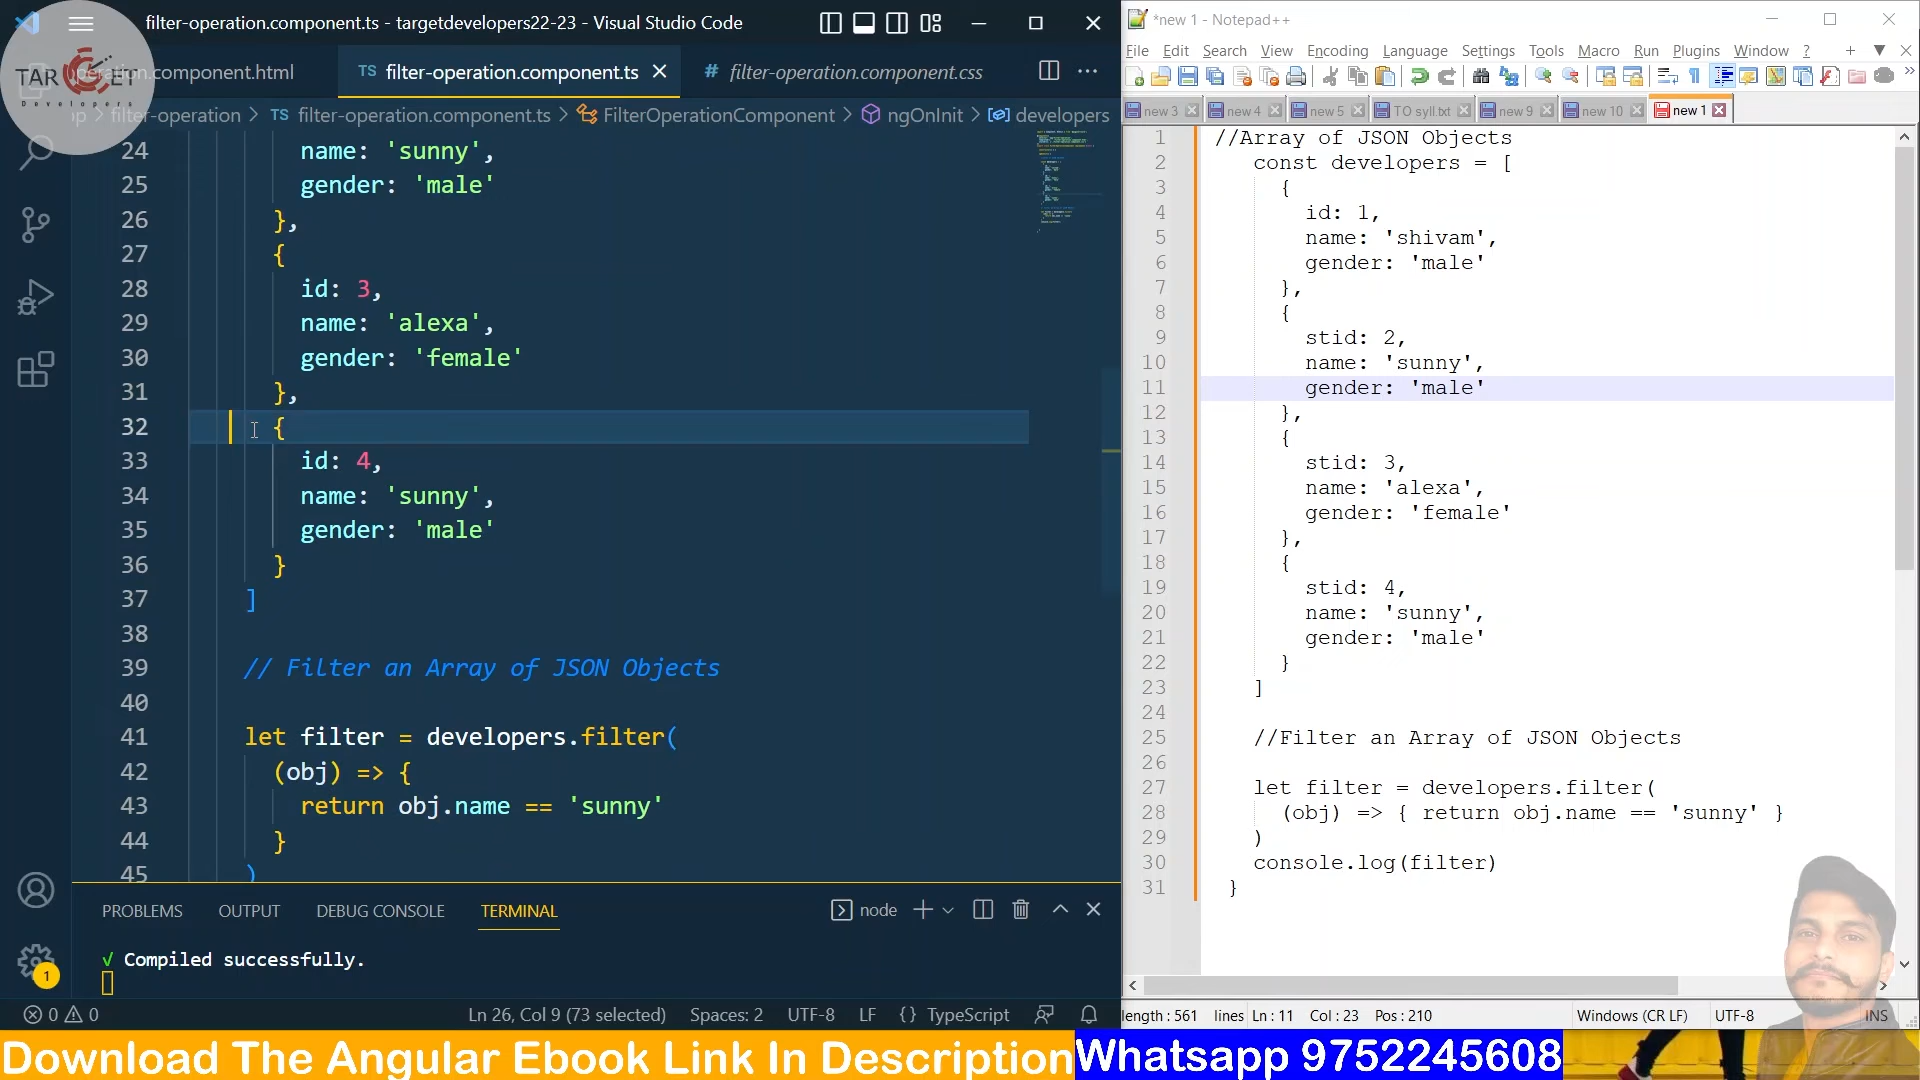 filter-operation.component.ts - targetdevelopers22-23 - Visual Studio Code
TARGET
Developers
operation.component.html
TS filter-operation.component.ts
# filter-operation.component.css
filter-operation > TS filter-operation.component.ts > FilterOperationComponent > ngOnInit > developers
24 name: 'sunny',
25 gender: 'male'
26 },
27 {
28 id: 3,
29 name: 'alexa',
30 gender: 'female'
31 },
32 {
33 id: 4,
34 name: 'sunny',
35 gender: 'male'
36 }
37 ]
38
39 // Filter an Array of JSON Objects
40
41 let filter = developers.filter(
42 (obj) => {
43 return obj.name == 'sunny'
44 }
45 )
PROBLEMS OUTPUT DEBUG CONSOLE TERMINAL node
√ Compiled successfully.
1
0 0 Ln 26, Col 9 (73 selected) Spaces: 2 UTF-8 LF {} TypeScript
*new 1 - Notepad++
File Edit Search View Encoding Language Settings Tools Macro Run Plugins Window ?
new 3 new 4 new 5 TO syll.txt new 9 new 10 new 1
1 //Array of JSON Objects
2 const developers = [
3 {
4 id: 1,
5 name: 'shivam',
6 gender: 'male'
7 },
8 {
9 stid: 2,
10 name: 'sunny',
11 gender: 'male'
12 },
13 {
14 stid: 3,
15 name: 'alexa',
16 gender: 'female'
17 },
18 {
19 stid: 4,
20 name: 'sunny',
21 gender: 'male'
22 }
23 ]
24
25 //Filter an Array of JSON Objects
26
27 let filter = developers.filter(
28 (obj) => { return obj.name == 'sunny' }
29 )
30 console.log(filter)
31 }
length : 561 lines Ln : 11 Col : 23 Pos : 210 Windows (CR LF) UTF-8 INS
Download The Angular Ebook Link In Description
Whatsapp 9752245608